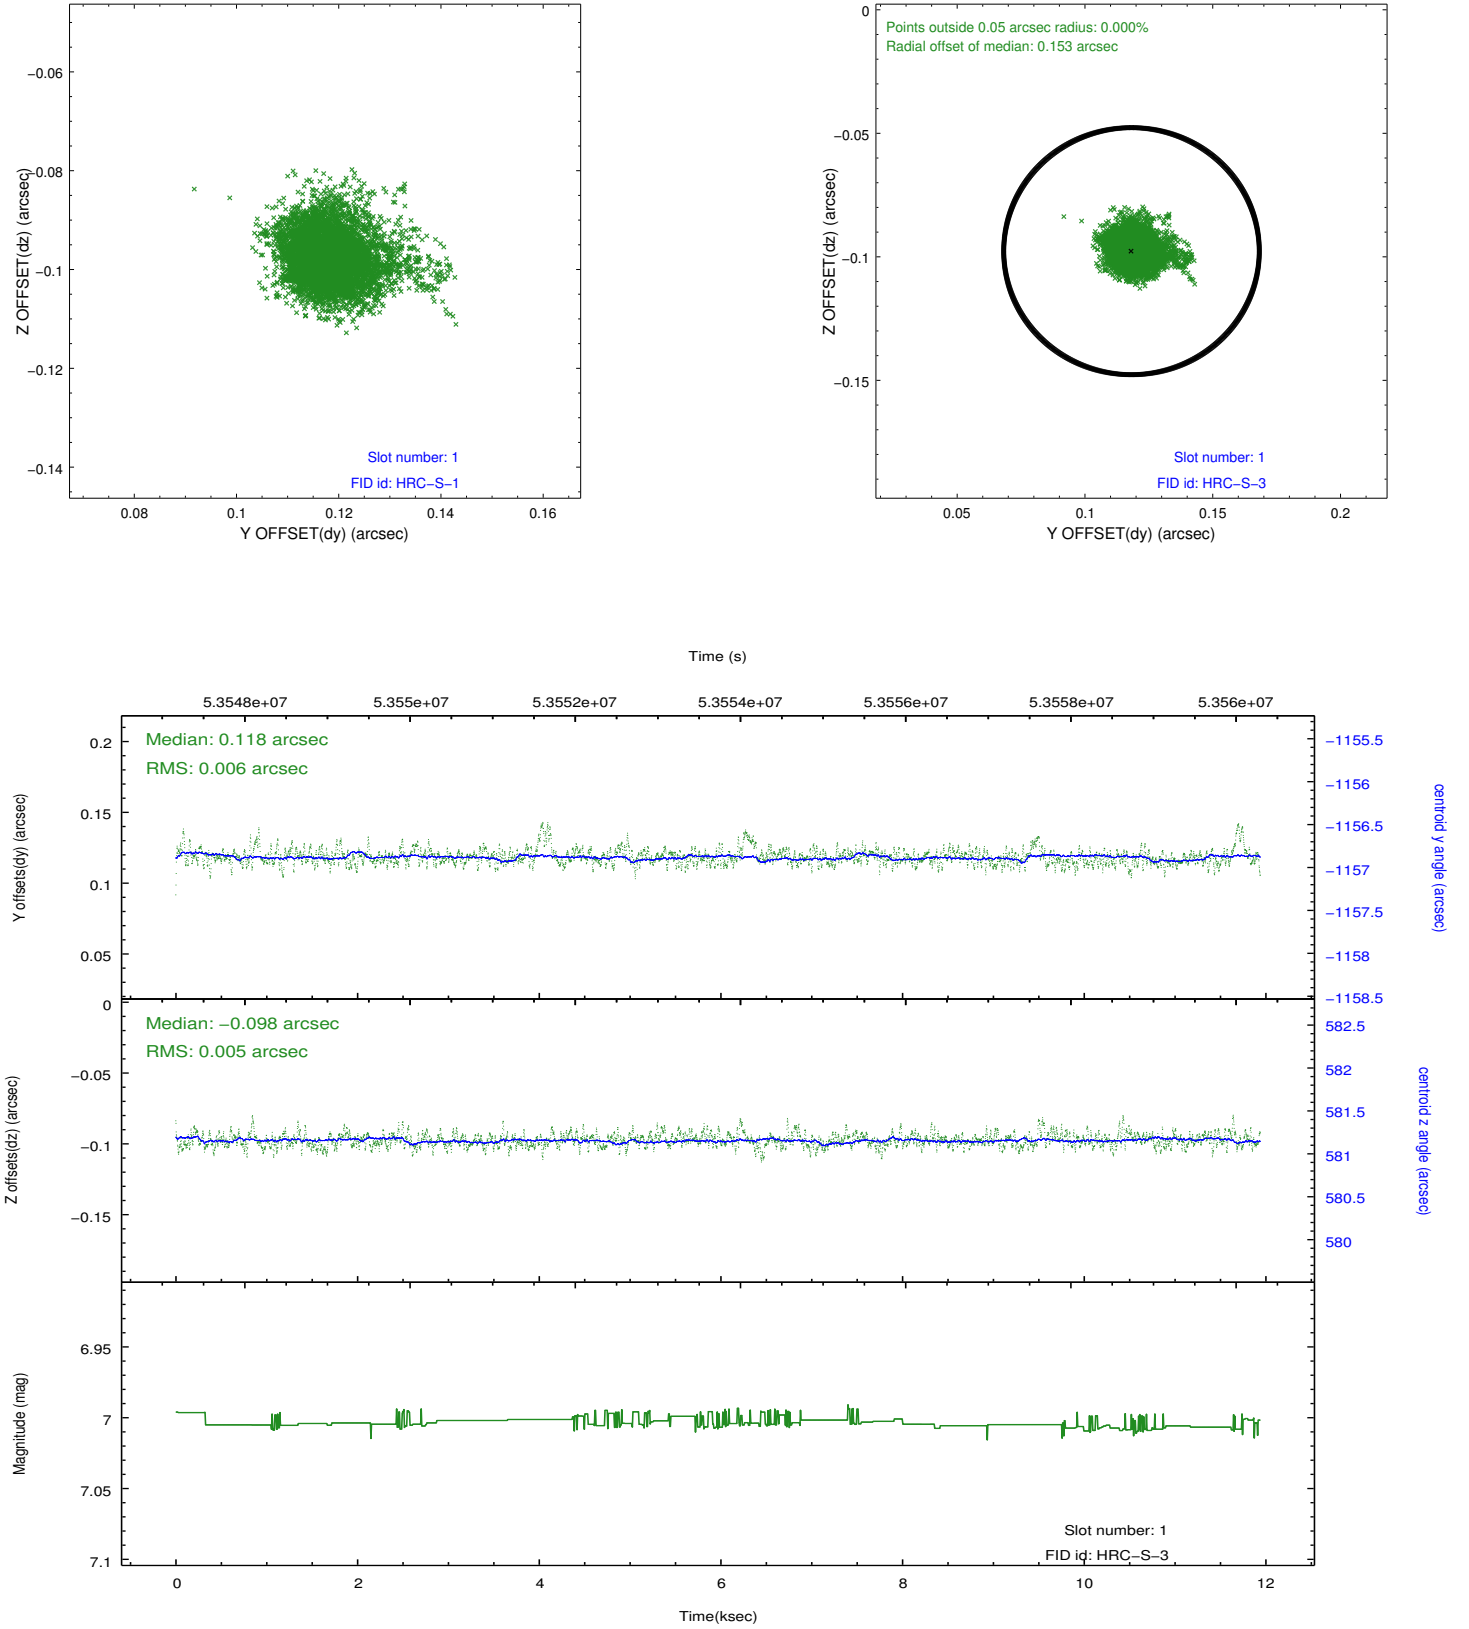 −0.06
−0.08
−0.1
−0.12
−0.14
Z OFFSET(dz) (arcsec)
Slot number: 1
FID id: HRC−S−1
0.08
0.1
0.12
0.14
0.16
Y OFFSET(dy) (arcsec)
Points outside 0.05 arcsec radius: 0.000%
Radial offset of median: 0.153 arcsec
0
−0.05
−0.1
−0.15
Z OFFSET(dz) (arcsec)
Slot number: 1
FID id: HRC−S−3
0.05
0.1
0.15
0.2
Y OFFSET(dy) (arcsec)
Time (s)
5.3548e+07
5.355e+07
5.3552e+07
5.3554e+07
5.3556e+07
5.3558e+07
5.356e+07
Median: 0.118 arcsec
RMS: 0.006 arcsec
0.2
0.15
0.1
0.05
Y offsets(dy) (arcsec)
−1155.5
−1156
−1156.5
−1157
−1157.5
−1158
−1158.5
centroid y angle (arcsec)
Median: −0.098 arcsec
RMS: 0.005 arcsec
0
−0.05
−0.1
−0.15
Z offsets(dz) (arcsec)
582.5
582
581.5
581
580.5
580
centroid z angle (arcsec)
6.95
7
7.05
7.1
Magnitude (mag)
Slot number: 1
FID id: HRC−S−3
0
2
4
6
8
10
12
Time(ksec)